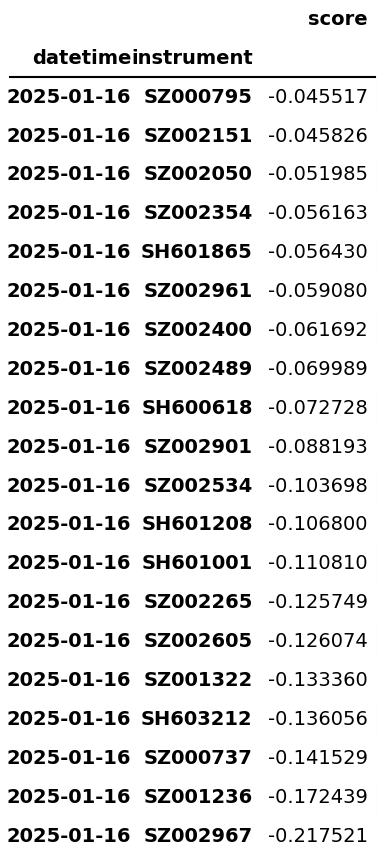 score
datetime instrument
2025-01-16 SZ000795 -0.045517
2025-01-16 SZ002151 -0.045826
2025-01-16 SZ002050 -0.051985
2025-01-16 SZ002354 -0.056163
2025-01-16 SH601865 -0.056430
2025-01-16 SZ002961 -0.059080
2025-01-16 SZ002400 -0.061692
2025-01-16 SZ002489 -0.069989
2025-01-16 SH600618 -0.072728
2025-01-16 SZ002901 -0.088193
2025-01-16 SZ002534 -0.103698
2025-01-16 SH601208 -0.106800
2025-01-16 SH601001 -0.110810
2025-01-16 SZ002265 -0.125749
2025-01-16 SZ002605 -0.126074
2025-01-16 SZ001322 -0.133360
2025-01-16 SH603212 -0.136056
2025-01-16 SZ000737 -0.141529
2025-01-16 SZ001236 -0.172439
2025-01-16 SZ002967 -0.217521